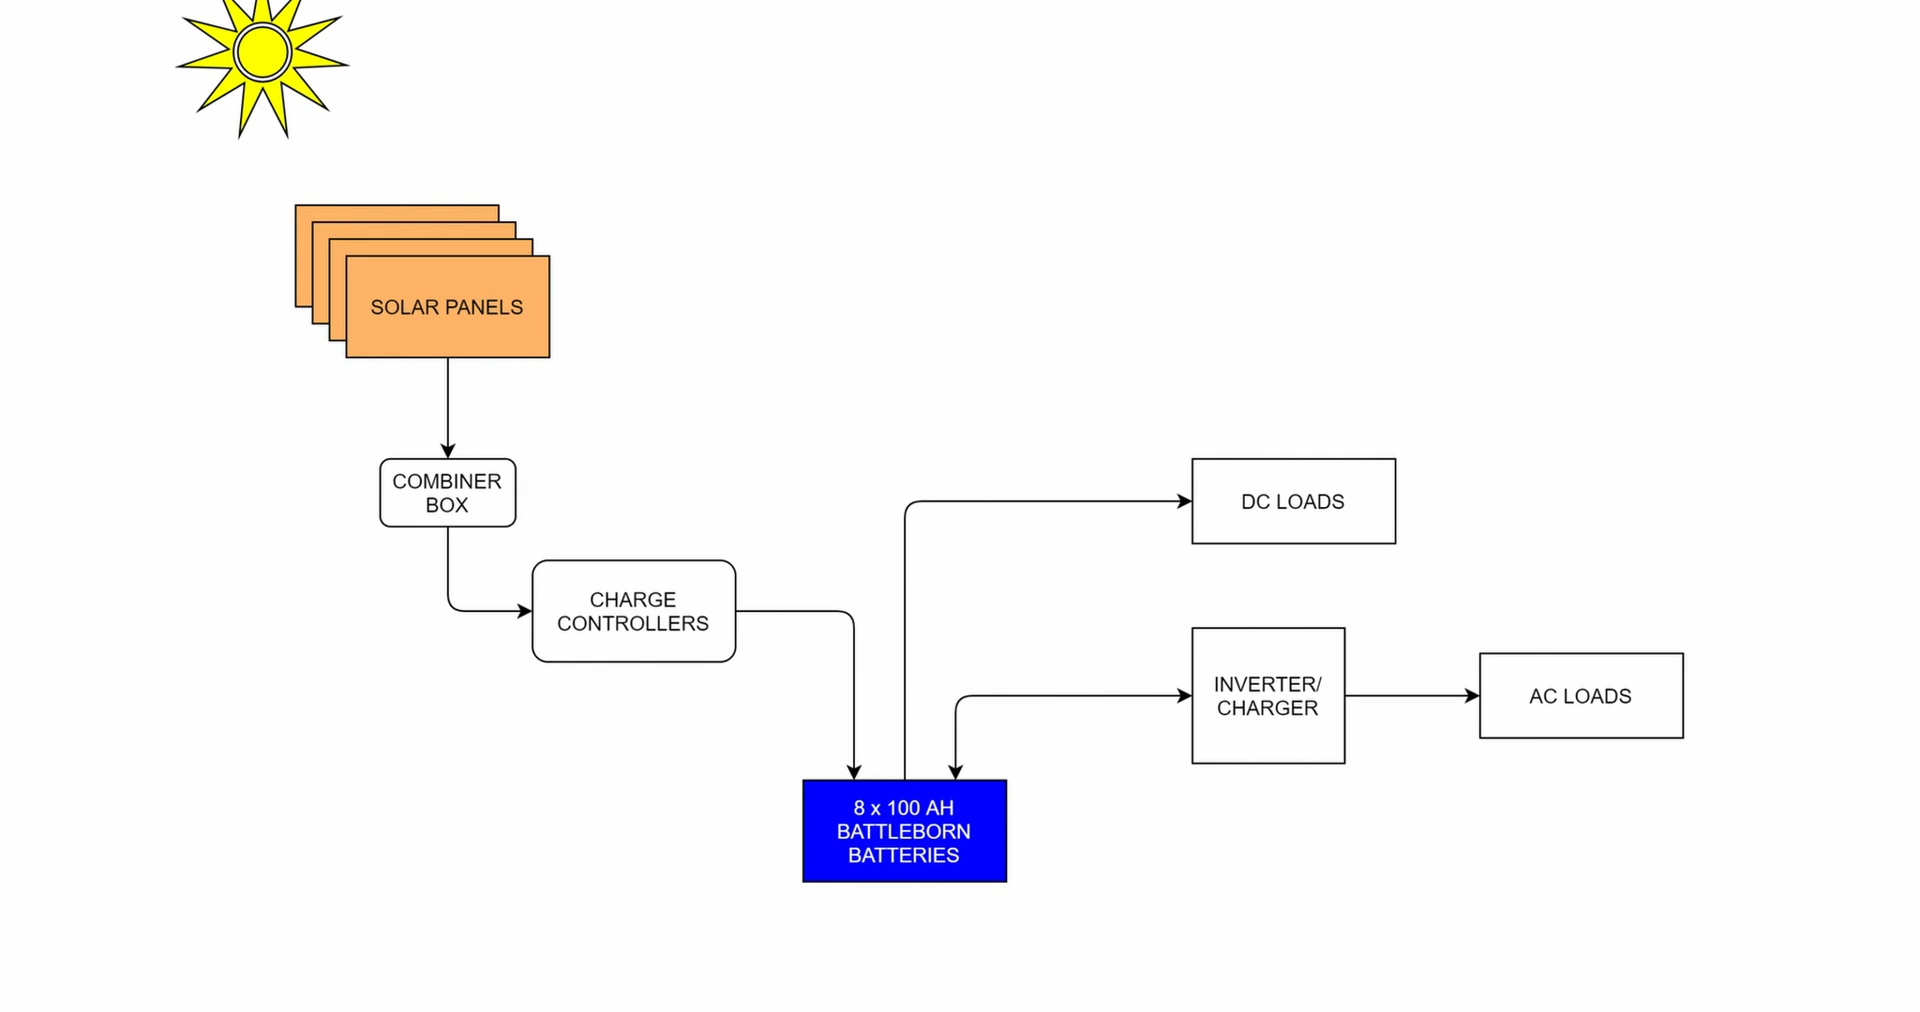 SOLAR PANELS
COMBINER
BOX
CHARGE
CONTROLLERS
DC LOADS
INVERTER/
CHARGER
AC LOADS
8 x 100 AH
BATTLEBORN
BATTERIES